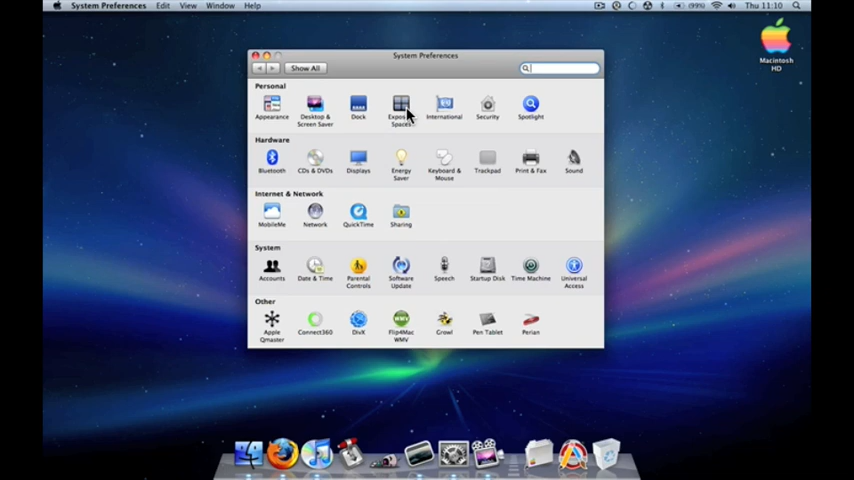 System Preferences Edit View Window Help (99%) Thu 11:10
Macintosh
HD
System Preferences
Show All
Personal
Appearance Desktop & Screen Saver Dock Spaces International Security Spotlight
Hardware
Bluetooth CDs & DVDs Displays Energy Saver Keyboard & Mouse Trackpad Print & Fax Sound
Internet & Network
MobileMe Network QuickTime Sharing
System
Accounts Date & Time Parental Controls Software Update Speech Startup Disk Time Machine Universal Access
Other
Apple Qmaster Connect360 DivX Flip4Mac WMV Growl Pen Tablet Perian